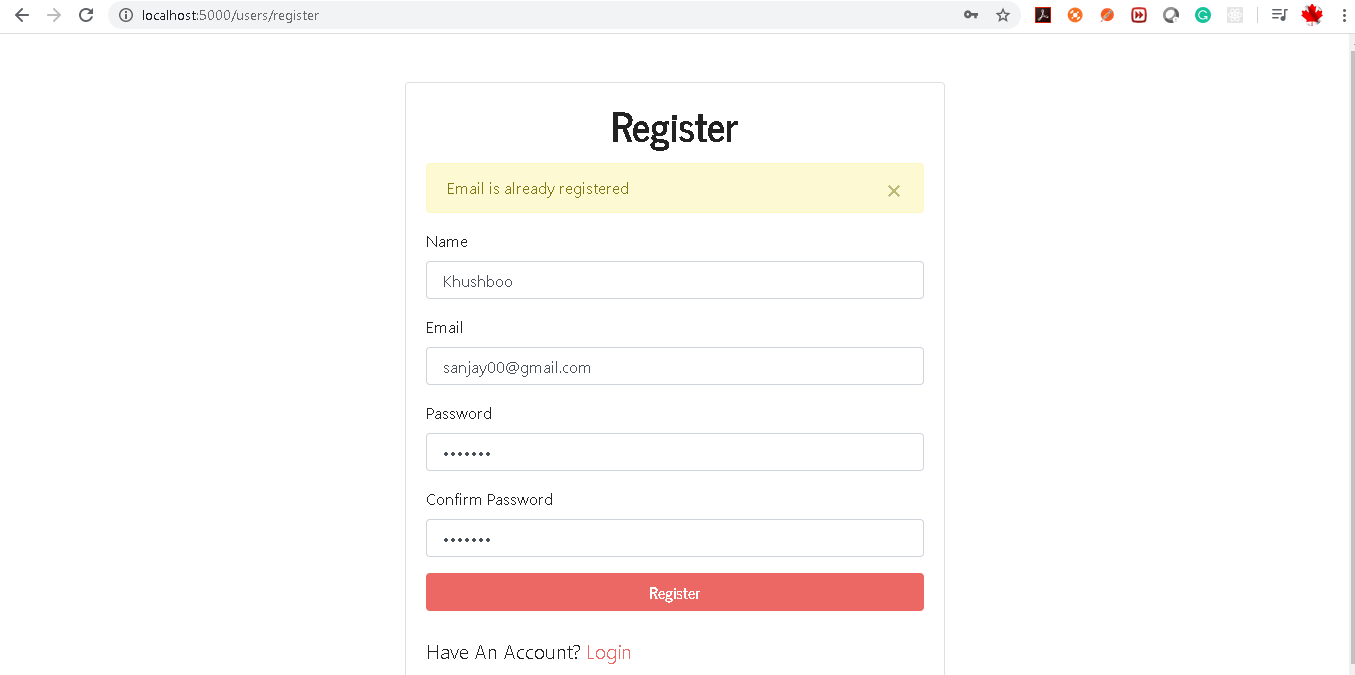 localhost:5000/users/register
Register
Email is already registered ×
Name
Khushboo
Email
sanjay00@gmail.com
Password
•••••••
Confirm Password
•••••••
Register
Have An Account? Login